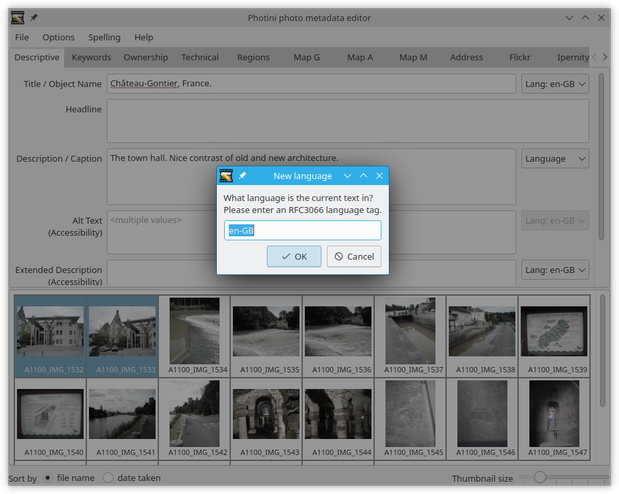 Photini photo metadata editor
File Options Spelling Help
Descriptive Keywords Ownership Technical Regions Map G Map A Map M Address Flickr Ipernity
Title / Object Name Château-Gontier, France. Lang: en-GB
Headline
Description / Caption The town hall. Nice contrast of old and new architecture. Language
New language
What language is the current text in?
Please enter an RFC3066 language tag.
en-GB
OK Cancel
Alt Text
(Accessibility) <multiple values> Lang: en-GB
Extended Description
(Accessibility) Lang: en-GB
A1100_IMG_1532 A1100_IMG_1533 A1100_IMG_1534 A1100_IMG_1535 A1100_IMG_1536 A1100_IMG_1537 A1100_IMG_1538 A1100_IMG_1539
A1100_IMG_1540 A1100_IMG_1541 A1100_IMG_1542 A1100_IMG_1543 A1100_IMG_1544 A1100_IMG_1545 A1100_IMG_1546 A1100_IMG_1547
Sort by file name date taken Thumbnail size